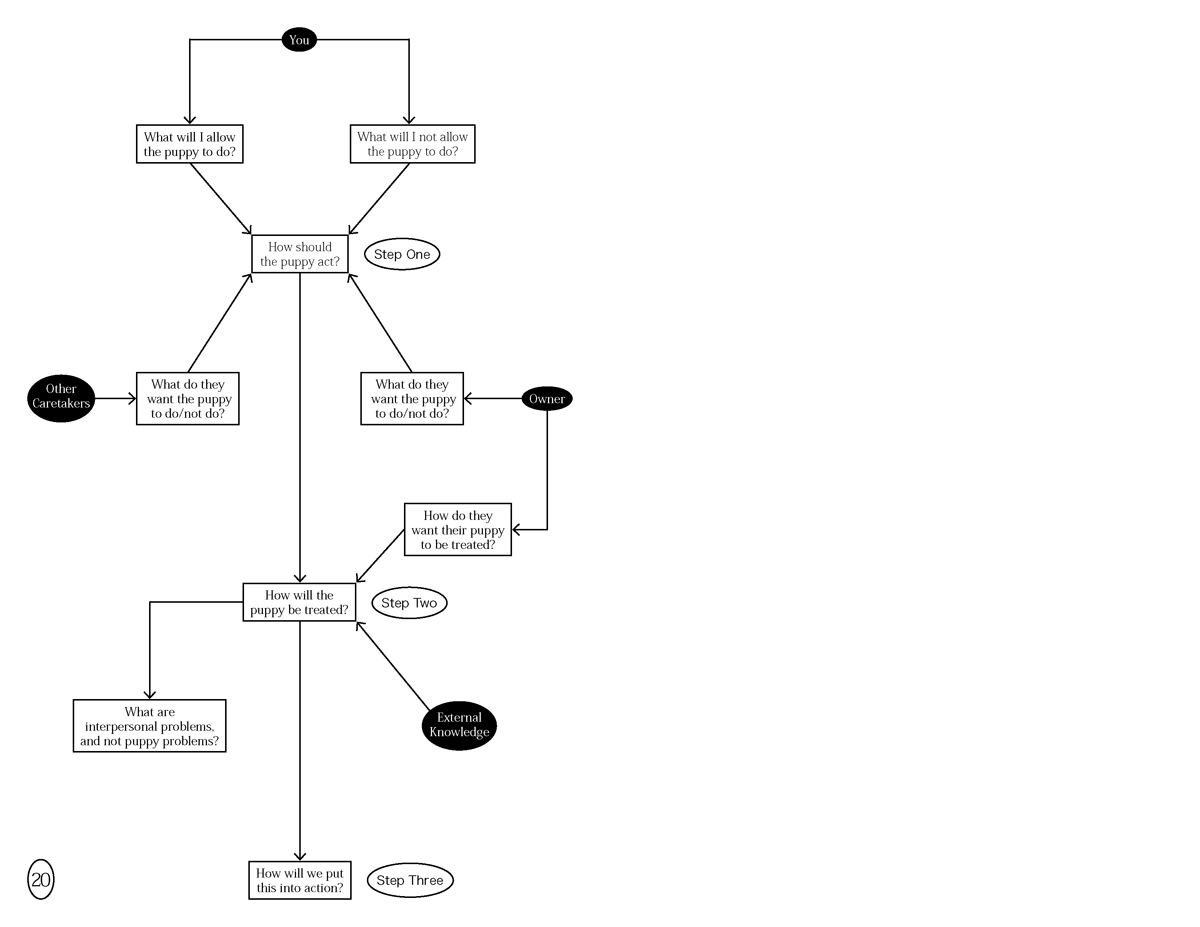 You
What will I allow
the puppy to do?
What will I not allow
the puppy to do?
How should
the puppy act?
Step One
Other
Caretakers
What do they
want the puppy
to do/not do?
What do they
want the puppy
to do/not do?
Owner
How do they
want their puppy
to be treated?
How will the
puppy be treated?
Step Two
What are
interpersonal problems,
and not puppy problems?
External
Knowledge
How will we put
this into action?
Step Three
20